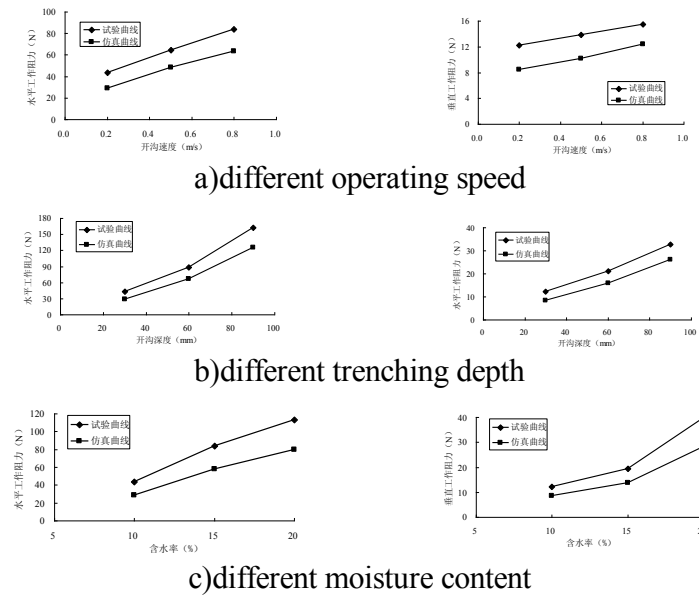 100
80
60
40
20
0
水平工作阻力（N）
试验曲线
仿真曲线
0.0 0.2 0.4 0.6 0.8 1.0
开沟速度（m/s）
16
12
8
4
0
垂直工作阻力（N）
试验曲线
仿真曲线
0.0 0.2 0.4 0.6 0.8 1.0
开沟速度（m/s）
a)different operating speed
180
150
120
90
60
30
0
水平工作阻力（N）
试验曲线
仿真曲线
0 20 40 60 80 100
开沟深度（mm）
40
30
20
10
0
水平工作阻力（N）
试验曲线
仿真曲线
0 20 40 60 80 100
开沟深度（mm）
b)different trenching depth
120
100
80
60
40
20
0
水平工作阻力（N）
试验曲线
仿真曲线
5 10 15 20
含水率（%）
40
30
20
10
0
垂直工作阻力（N）
试验曲线
仿真曲线
5 10 15
含水率（%）
c)different moisture content